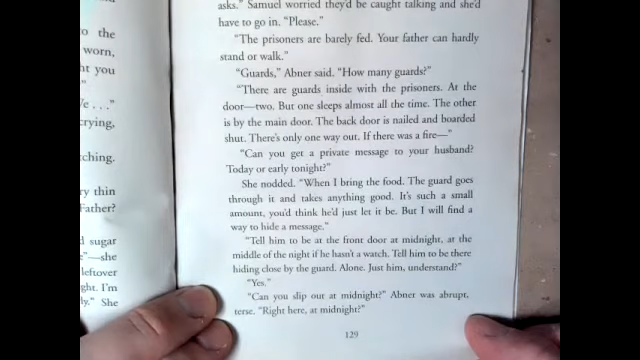 o the
worn,
nt you
"
e . . ."
crying,
ching.
ry thin
Father?
d sugar
"—she
leftover
ght. I'm
y." She
asks." Samuel worried they'd be caught talking and she'd
have to go in. "Please."
"The prisoners are barely fed. Your father can hardly
stand or walk."
"Guards," Abner said. "How many guards?"
"There are guards inside with the prisoners. At the
door—two. But one sleeps almost all the time. The other
is by the main door. The back door is nailed and boarded
shut. There's only one way out. If there was a fire—"
"Can you get a private message to your husband?
Today or early tonight?"
She nodded. "When I bring the food. The guard goes
through it and takes anything good. It's such a small
amount, you'd think he'd just let it be. But I will find a
way to hide a message."
"Tell him to be at the front door at midnight, at the
middle of the night if he hasn't a watch. Tell him to be there
hiding close by the guard. Alone. Just him, understand?"
"Yes."
"Can you slip out at midnight?" Abner was abrupt,
terse. "Right here, at midnight?"
129